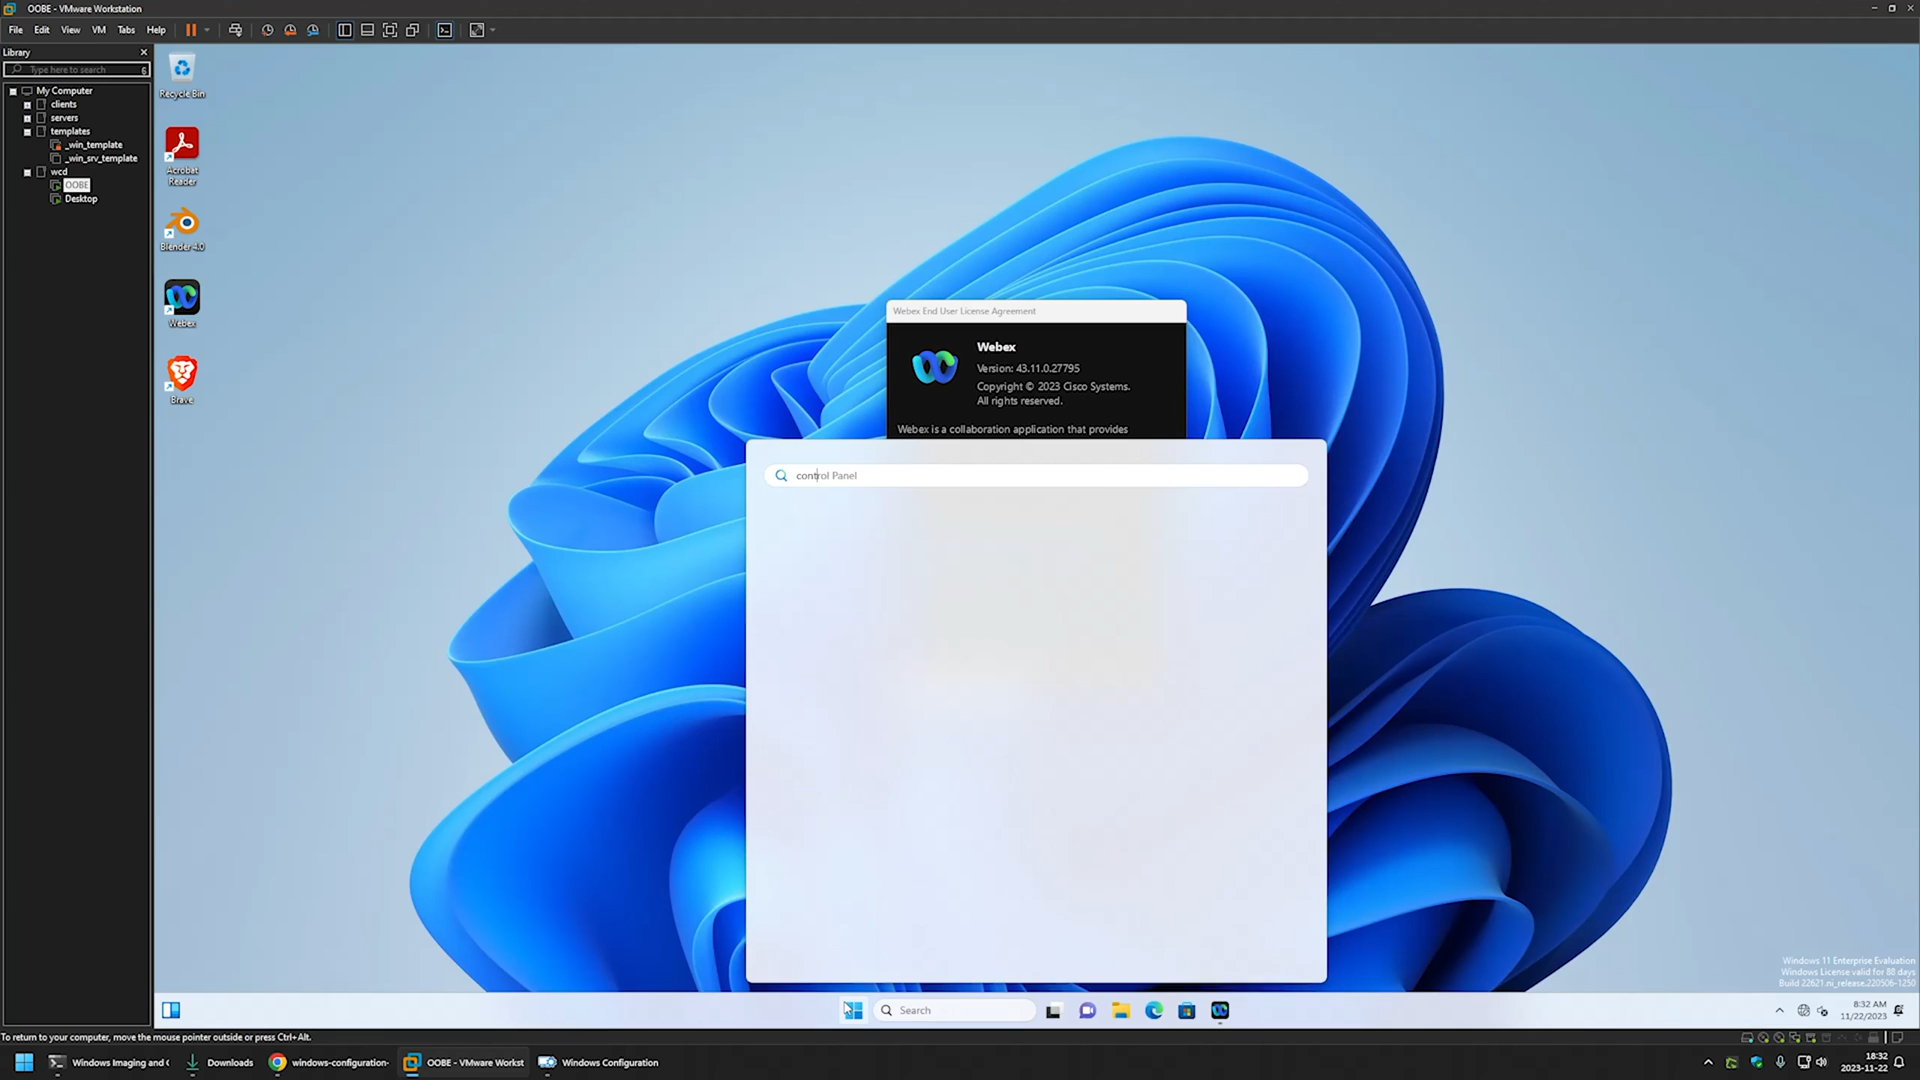 OOBE - VMware Workstation
File Edit View VM Tabs Help
Library
Type here to search
My Computer
clients
servers
templates
_win_template
_win_srv_template
wcd
OOBE
Desktop
Recycle Bin
Acrobat
Reader
Blender 4.0
Webex
Brave
Webex End User License Agreement
Webex
Version: 43.11.0.27795
Copyright © 2023 Cisco Systems.
All rights reserved.
Webex is a collaboration application that provides
control Panel
Windows 11 Enterprise Evaluation
Windows License valid for 88 days
Build 22621.ni_release.220506-1250
Search
8:32 AM
11/22/2023
To return to your computer, move the mouse pointer outside or press Ctrl+Alt.
Windows Imaging and C
Downloads
windows-configuration-
OOBE - VMware Workst
Windows Configuration
18:32
2023-11-22